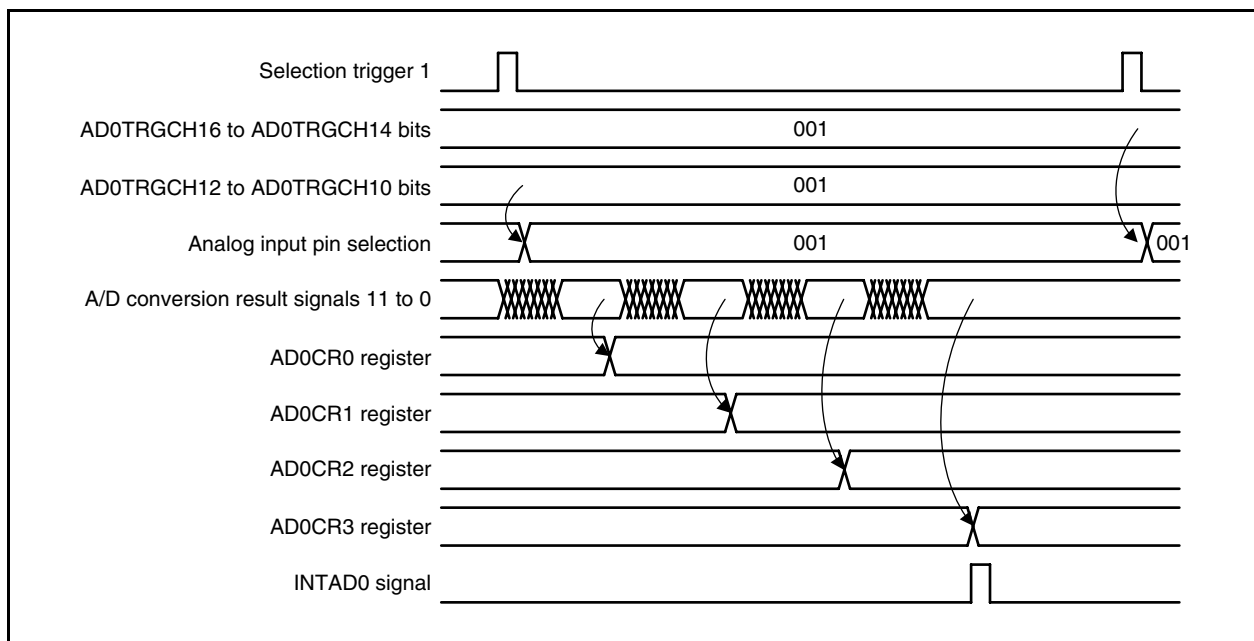 Selection trigger 1
AD0TRGCH16 to AD0TRGCH14 bits
001
AD0TRGCH12 to AD0TRGCH10 bits
001
Analog input pin selection
001
001
A/D conversion result signals 11 to 0
AD0CR0 register
AD0CR1 register
AD0CR2 register
AD0CR3 register
INTAD0 signal